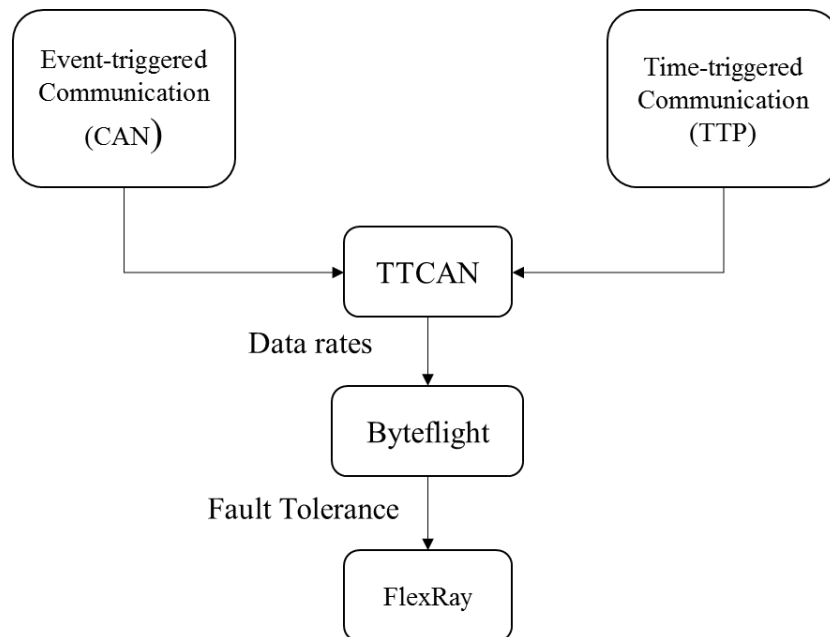 Event-triggered
Communication
(CAN)
Time-triggered
Communication
(TTP)
TTCAN
Data rates
Byteflight
Fault Tolerance
FlexRay